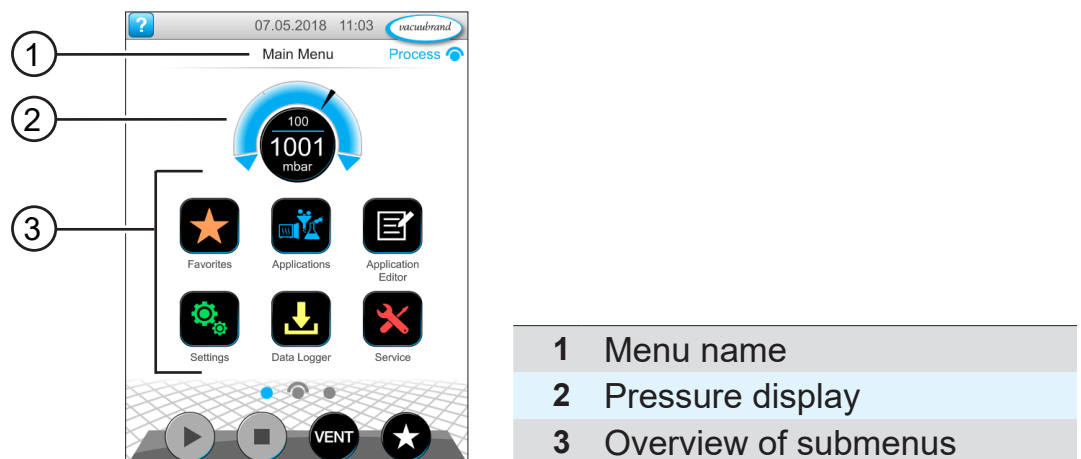 ?
07.05.2018 11:03
vacuubrand
1
Main Menu
Process
2
100
1001
mbar
3
Favorites
Applications
Application
Editor
Settings
Data Logger
Service
VENT
1 Menu name
2 Pressure display
3 Overview of submenus